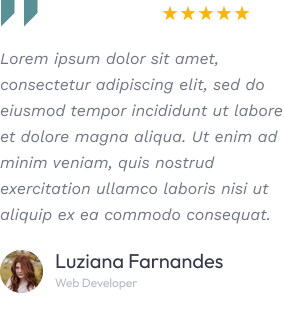 Lorem ipsum dolor sit amet,
consectetur adipiscing elit, sed do
eiusmod tempor incididunt ut labore
et dolore magna aliqua. Ut enim ad
minim veniam, quis nostrud
exercitation ullamco laboris nisi ut
aliquip ex ea commodo consequat.
Luziana Farnandes
Web Developer